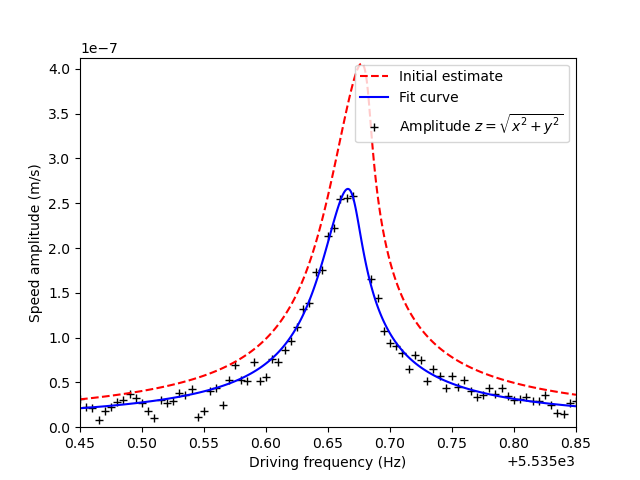 1e−7
4.0
3.5
3.0
2.5
2.0
1.5
1.0
0.5
0.0
Speed amplitude (m/s)
Initial estimate
Fit curve
Amplitude z = √x² + y²
0.45 0.50 0.55 0.60 0.65 0.70 0.75 0.80 0.85
Driving frequency (Hz)
+5.535e3